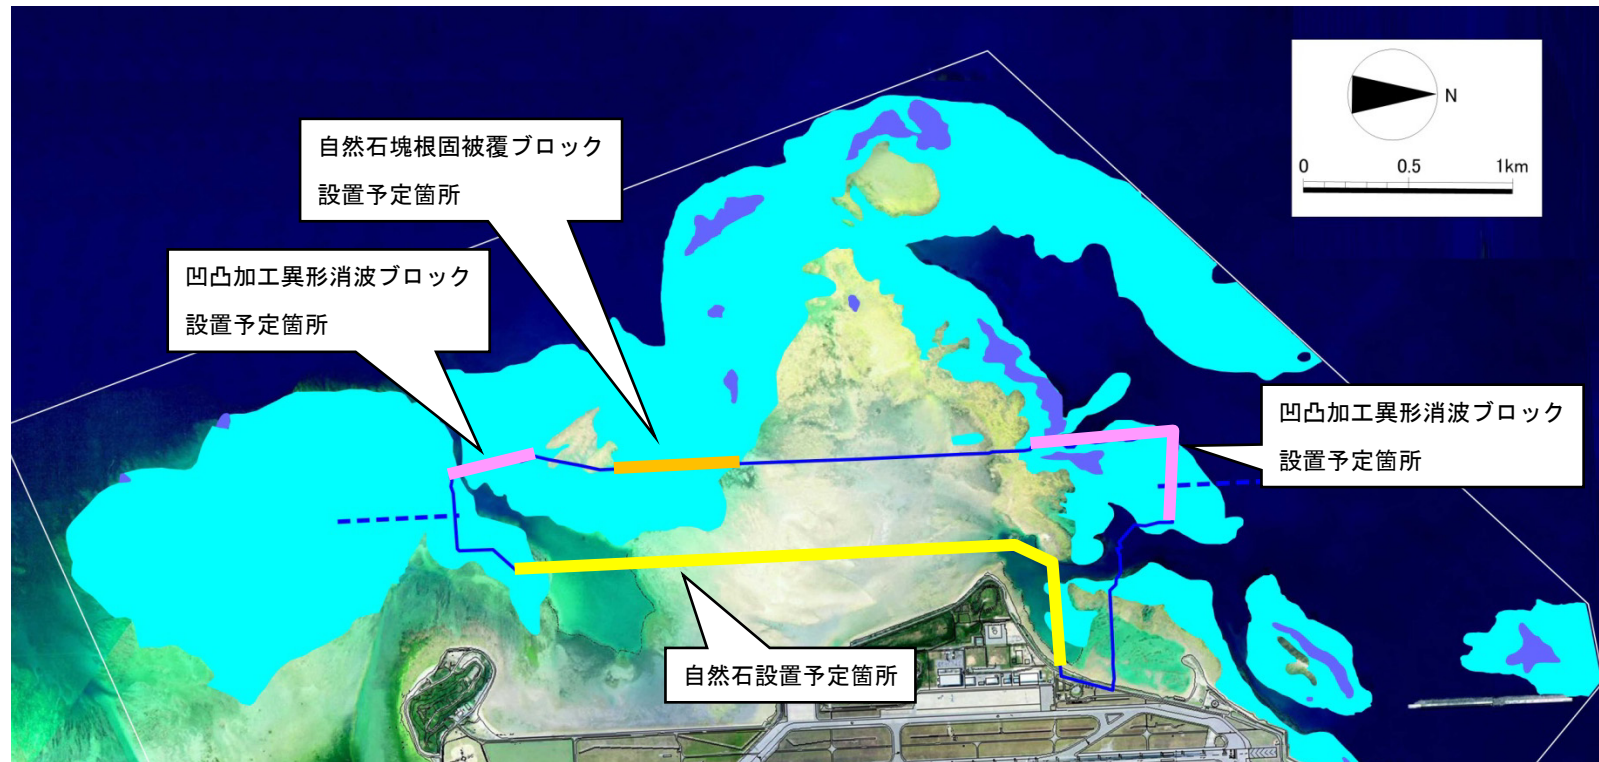 N
0 0.5 1km
自然石塊根固被覆ブロック
設置予定箇所
凹凸加工異形消波ブロック
設置予定箇所
凹凸加工異形消波ブロック
設置予定箇所
自然石設置予定箇所